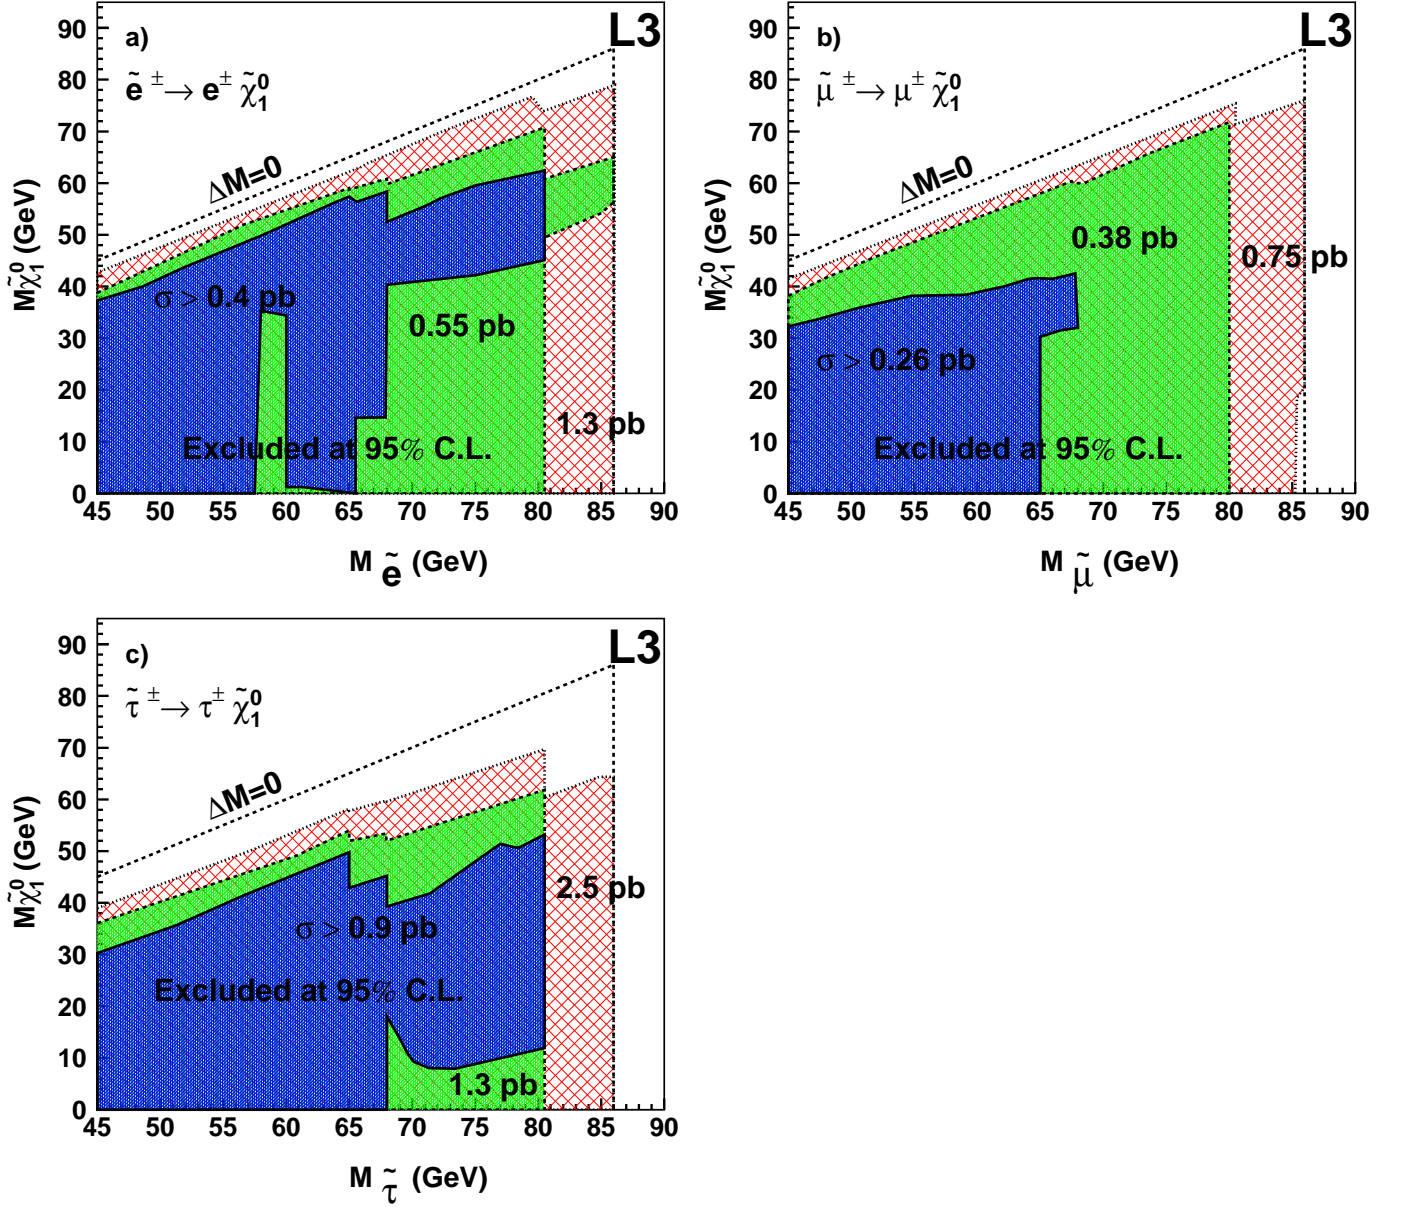 a)
L3
ẽ ± → e± χ̃₁⁰
ΔM=0
σ > 0.4 pb
0.55 pb
1.3 pb
Excluded at 95% C.L.
Mχ̃₁⁰ (GeV)
90
80
70
60
50
40
30
20
10
0
45 50 55 60 65 70 75 80 85 90
M ẽ (GeV)
b)
L3
μ̃ ± → μ± χ̃₁⁰
ΔM=0
0.38 pb
0.75 pb
σ > 0.26 pb
Excluded at 95% C.L.
Mχ̃₁⁰ (GeV)
90
80
70
60
50
40
30
20
10
0
45 50 55 60 65 70 75 80 85 90
M μ̃ (GeV)
c)
L3
τ̃ ± → τ± χ̃₁⁰
ΔM=0
2.5 pb
σ > 0.9 pb
Excluded at 95% C.L.
1.3 pb
Mχ̃₁⁰ (GeV)
90
80
70
60
50
40
30
20
10
0
45 50 55 60 65 70 75 80 85 90
M τ̃ (GeV)